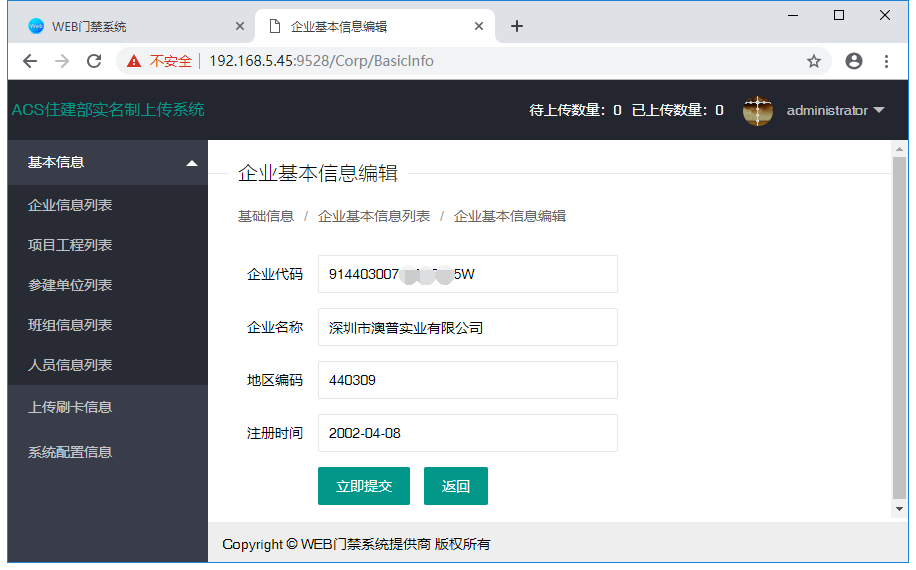 WEB门禁系统
企业基本信息编辑
不安全 | 192.168.5.45:9528/Corp/BasicInfo
ACS住建部实名制上传系统
待上传数量：0 已上传数量：0 administrator
基本信息
企业信息列表
项目工程列表
参建单位列表
班组信息列表
人员信息列表
上传刷卡信息
系统配置信息
企业基本信息编辑
基础信息 / 企业基本信息列表 / 企业基本信息编辑
企业代码 914403007 5W
企业名称 深圳市澳普实业有限公司
地区编码 440309
注册时间 2002-04-08
立即提交 返回
Copyright © WEB门禁系统提供商 版权所有